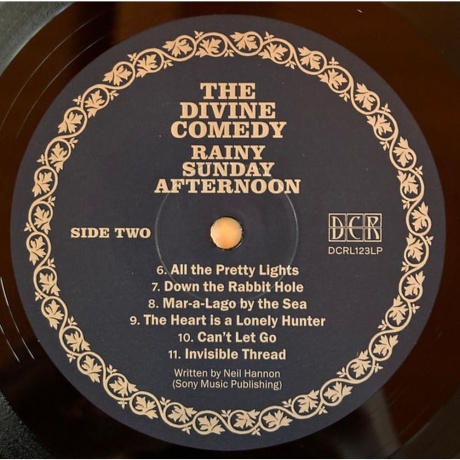 THE
DIVINE
COMEDY
RAINY
SUNDAY
AFTERNOON
SIDE TWO
DCR
DCRL123LP
6. All the Pretty Lights
7. Down the Rabbit Hole
8. Mar-a-Lago by the Sea
9. The Heart is a Lonely Hunter
10. Can't Let Go
11. Invisible Thread
Written by Neil Hannon
(Sony Music Publishing)